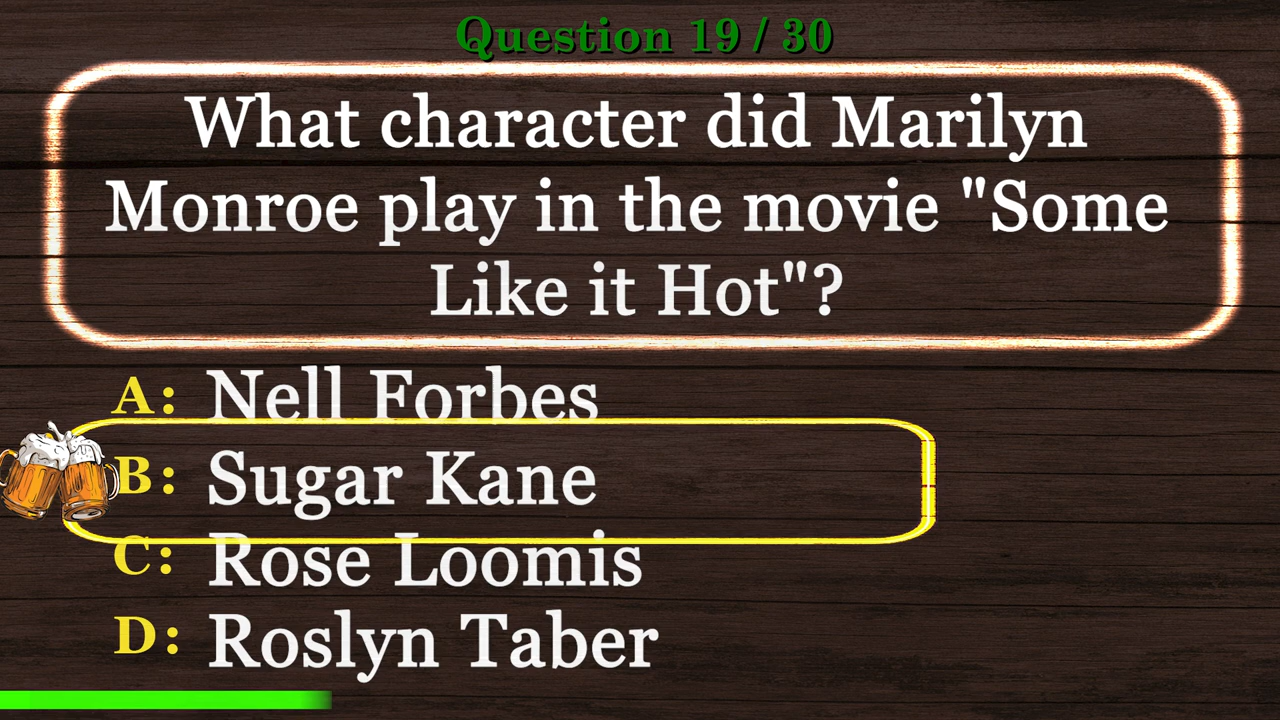 Question 19 / 30
What character did Marilyn
Monroe play in the movie "Some
Like it Hot"?
A: Nell Forbes
B: Sugar Kane
C: Rose Loomis
D: Roslyn Taber